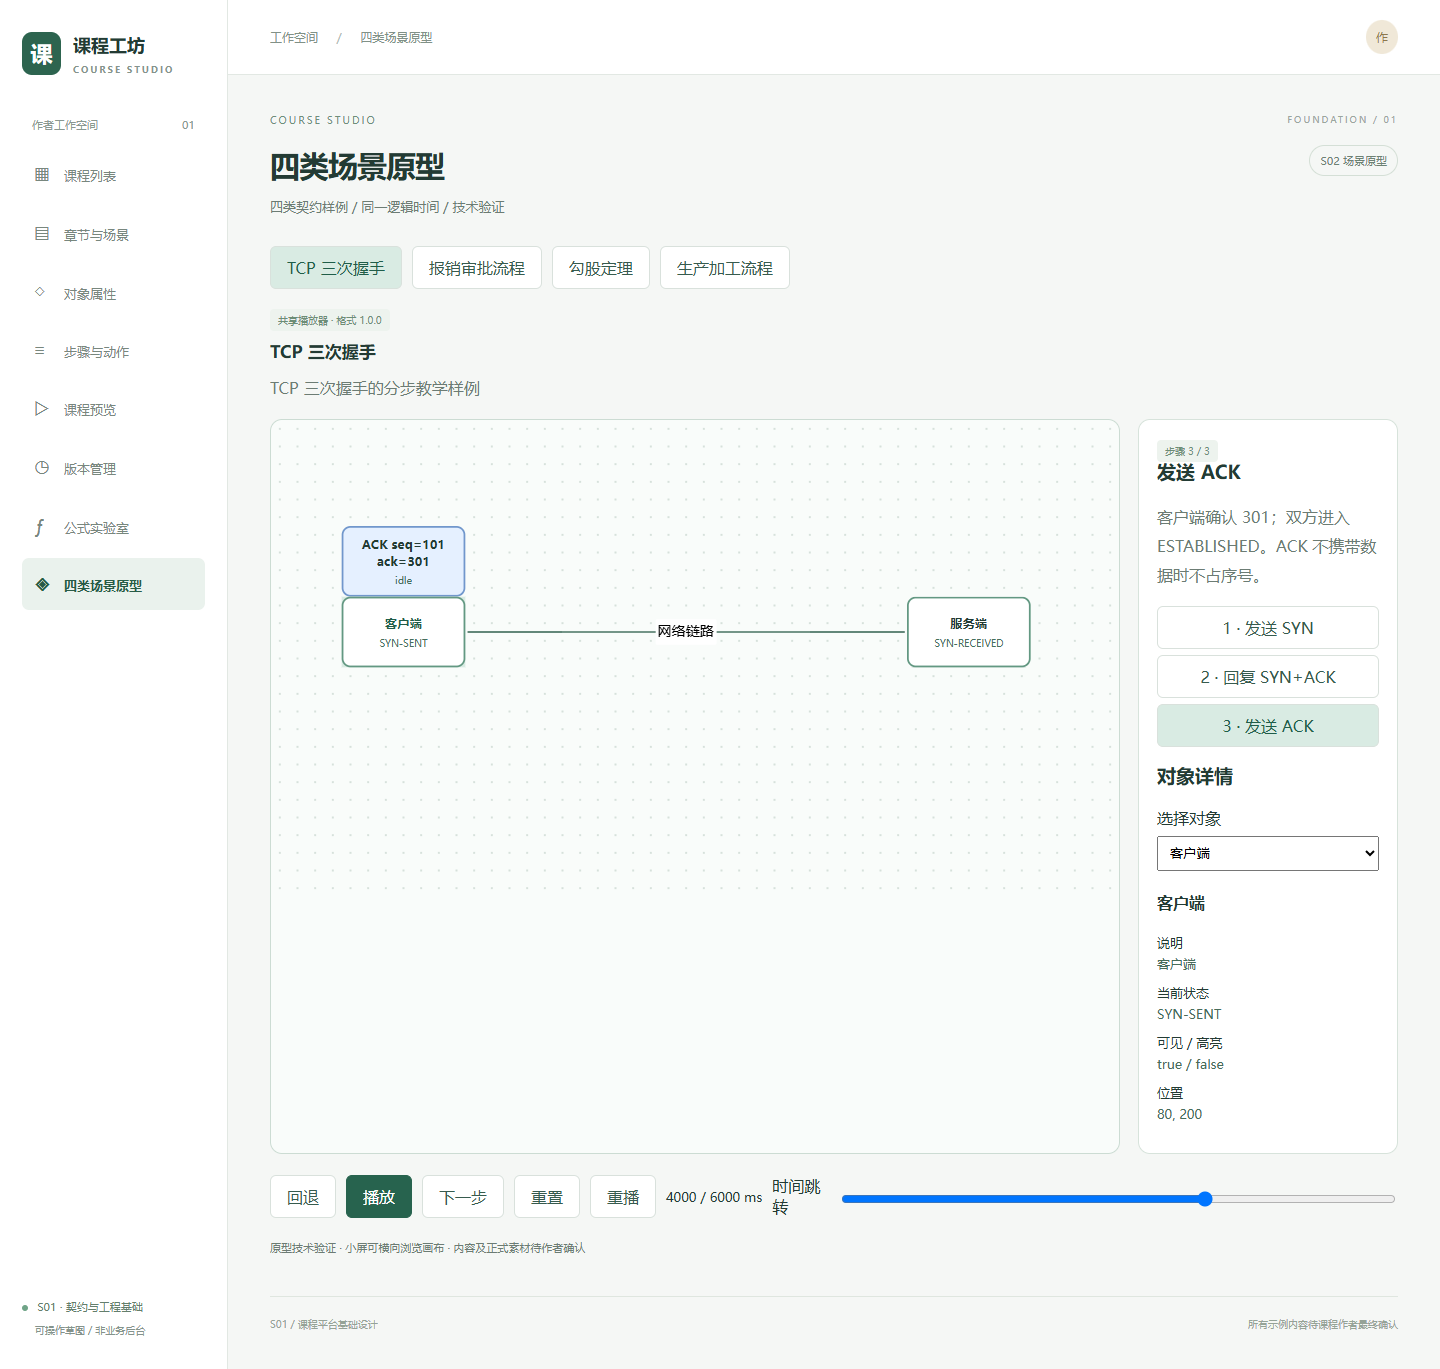 课
课程工坊
COURSE STUDIO
作者工作空间 01
课程列表
章节与场景
对象属性
步骤与动作
课程预览
版本管理
公式实验室
四类场景原型
S01 · 契约与工程基础
可操作草图 / 非业务后台
工作空间 / 四类场景原型
作
COURSE STUDIO
FOUNDATION / 01
四类场景原型
S02 场景原型
四类契约样例 / 同一逻辑时间 / 技术验证
TCP 三次握手 报销审批流程 勾股定理 生产加工流程
共享播放器 · 格式 1.0.0
TCP 三次握手
TCP 三次握手的分步教学样例
ACK seq=101
ack=301
idle
客户端
SYN-SENT
网络链路
服务端
SYN-RECEIVED
步骤 3 / 3
发送 ACK
客户端确认 301；双方进入
ESTABLISHED。ACK 不携带数
据时不占序号。
1 · 发送 SYN
2 · 回复 SYN+ACK
3 · 发送 ACK
对象详情
选择对象
客户端
客户端
说明
客户端
当前状态
SYN-SENT
可见 / 高亮
true / false
位置
80, 200
回退 播放 下一步 重置 重播 4000 / 6000 ms 时间跳
转
原型技术验证 · 小屏可横向浏览画布 · 内容及正式素材待作者确认
S01 / 课程平台基础设计
所有示例内容待课程作者最终确认